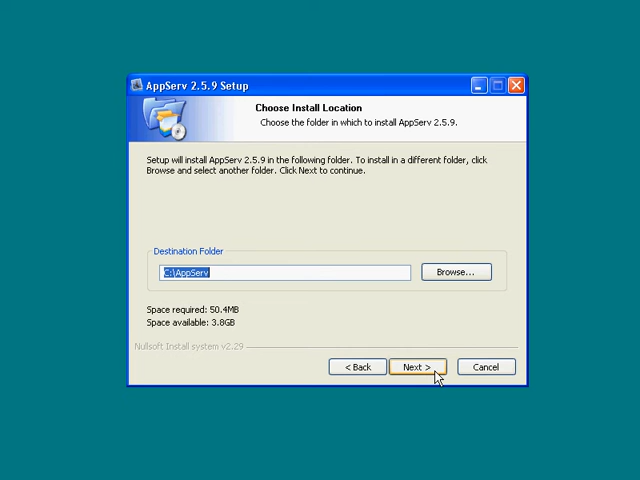 AppServ 2.5.9 Setup
Choose Install Location
Choose the folder in which to install AppServ 2.5.9.
Setup will install AppServ 2.5.9 in the following folder. To install in a different folder, click
Browse and select another folder. Click Next to continue.
Destination Folder
C:\AppServ
Browse...
Space required: 50.4MB
Space available: 3.8GB
Nullsoft Install system v2.29
< Back
Next >
Cancel